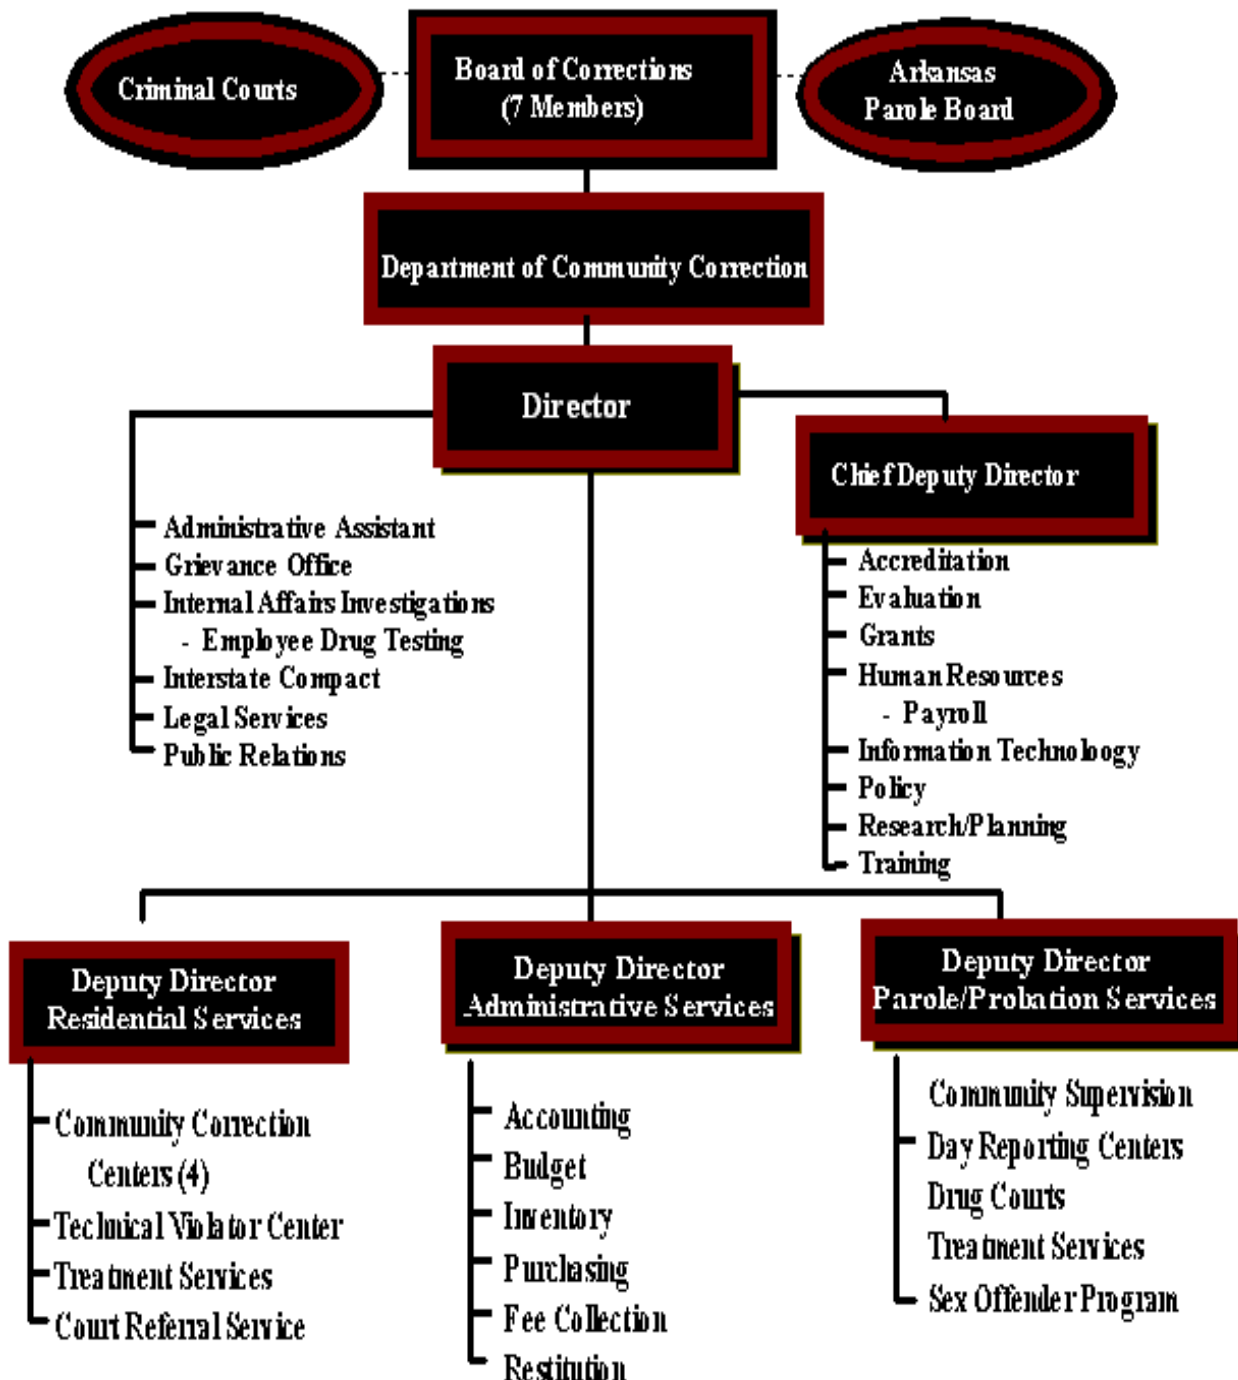 Criminal Courts
Board of Corrections
(7 Members)
Arkansas
Parole Board
Department of Community Correction
Director
Chief Deputy Director
Administrative Assistant
Grievance Office
Internal Affairs Investigations
- Employee Drug Testing
Interstate Compact
Legal Services
Public Relations
Accreditation
Evaluation
Grants
Human Resources
- Payroll
Information Technology
Policy
Research/Planning
Training
Deputy Director
Residential Services
Community Correction
Centers (4)
Technical Violator Center
Treatment Services
Court Referral Service
Deputy Director
Administrative Services
Accounting
Budget
Inventory
Purchasing
Fee Collection
Restitution
Deputy Director
Parole/Probation Services
Community Supervision
Day Reporting Centers
Drug Courts
Treatment Services
Sex Offender Program